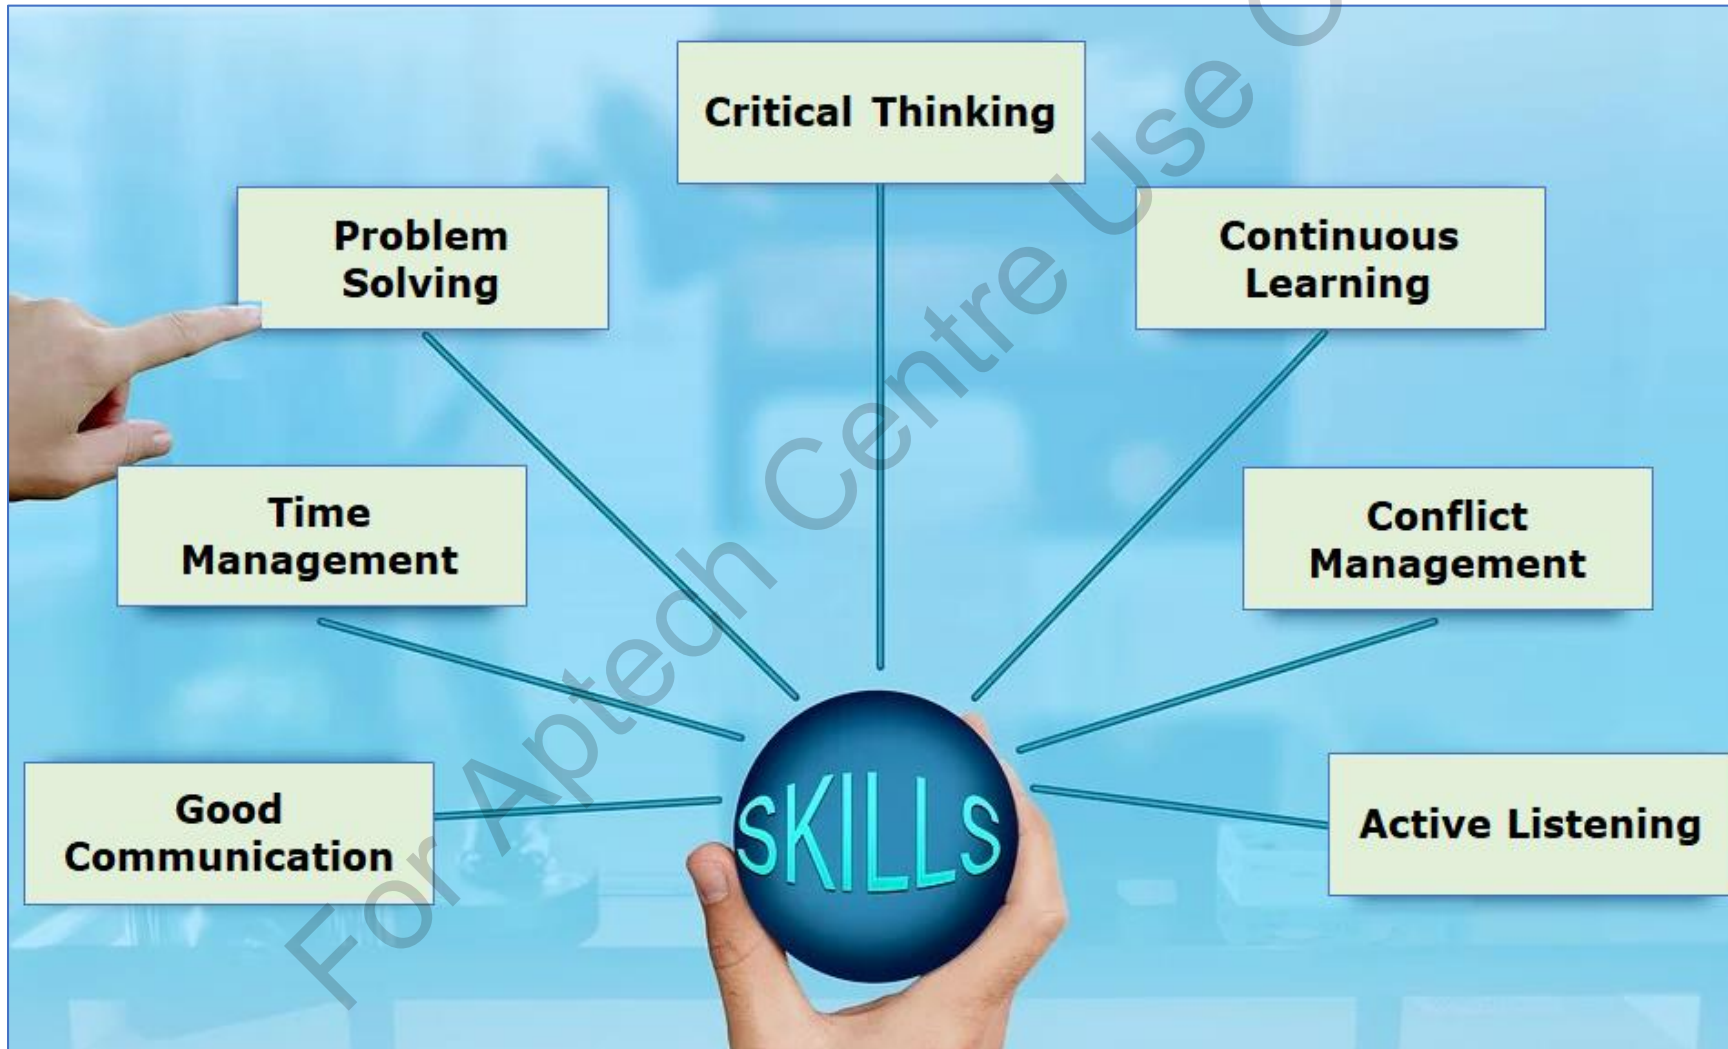 Critical Thinking
Problem
Solving
Continuous
Learning
Time
Management
Conflict
Management
Good
Communication
SKILLS
Active Listening
For Aptech Centre Use